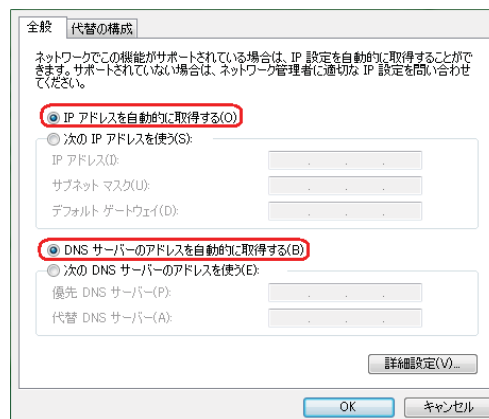 全般
代替の構成
ネットワークでこの機能がサポートされている場合は、IP 設定を自動的に取得することがで
きます。サポートされていない場合は、ネットワーク管理者に適切な IP 設定を問い合わせ
てください。
IP アドレスを自動的に取得する(O)
次の IP アドレスを使う(S):
IP アドレス(I):
サブネット マスク(U):
デフォルト ゲートウェイ(D):
DNS サーバーのアドレスを自動的に取得する(B)
次の DNS サーバーのアドレスを使う(E):
優先 DNS サーバー(P):
代替 DNS サーバー(A):
詳細設定(V)...
OK
キャンセル